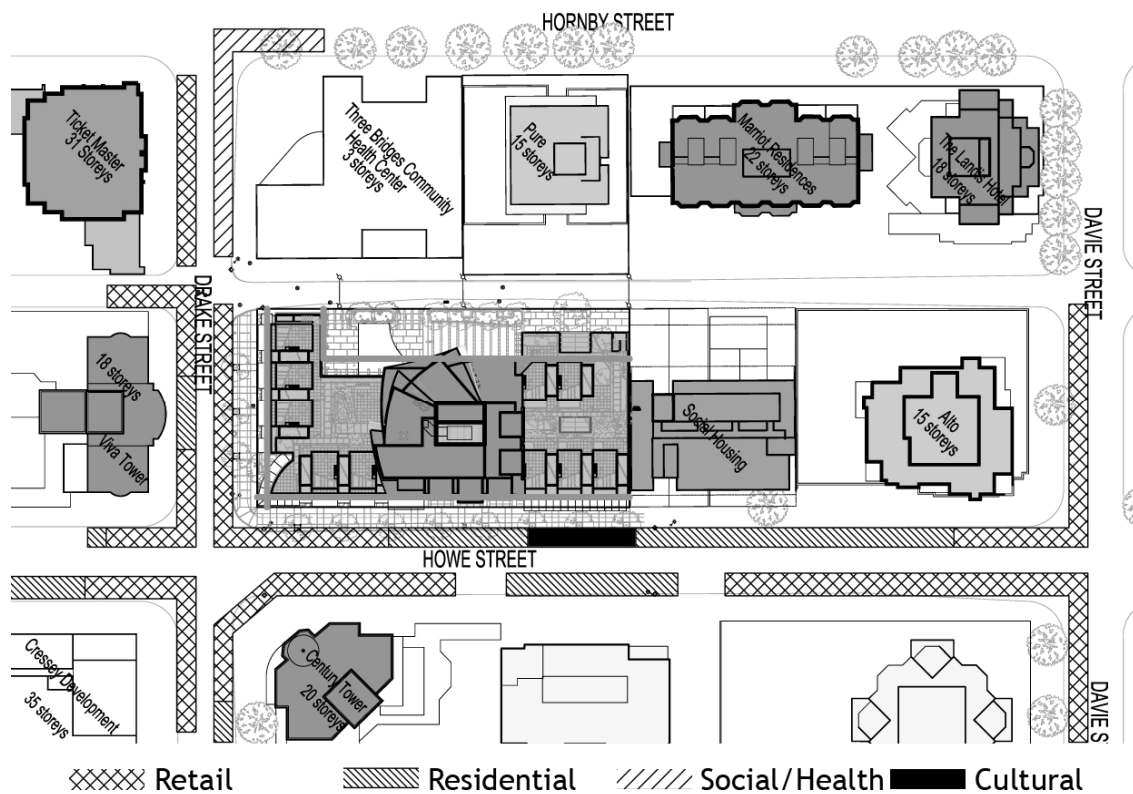 HORNBY STREET
Ticket Master
31 Storeys
Three Bridges Community
Health Center
3 storeys
Pure
15 storeys
Marriot Residences
22 storeys
The Landis Hotel
18 storeys
DAVIE STREET
DRAKE STREET
18 storeys
Viva Tower
Social Housing
Alto
15 storeys
HOWE STREET
Cressey Development
35 storeys
Century Tower
20 storeys
DAVIE S
Retail
Residential
Social/Health
Cultural